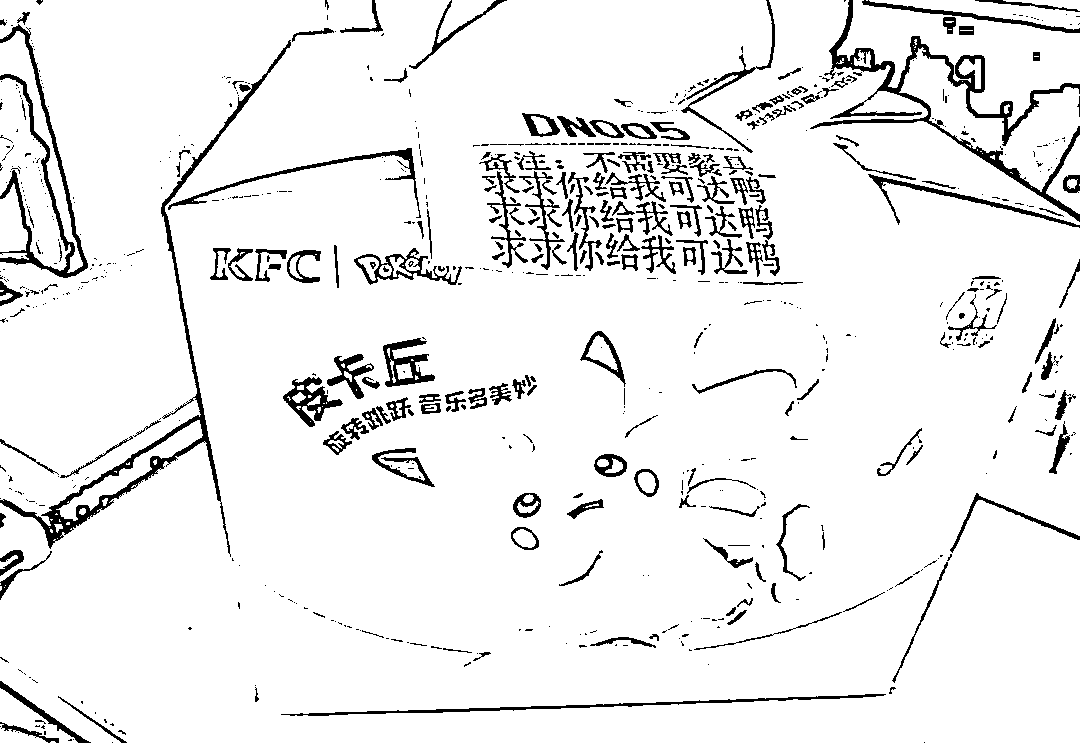 DN005
备注：不需要餐具
求求你给我可达鸭
求求你给我可达鸭
求求你给我可达鸭
KFC | Pokémon
皮卡丘
旋转跳跃 音乐多美妙